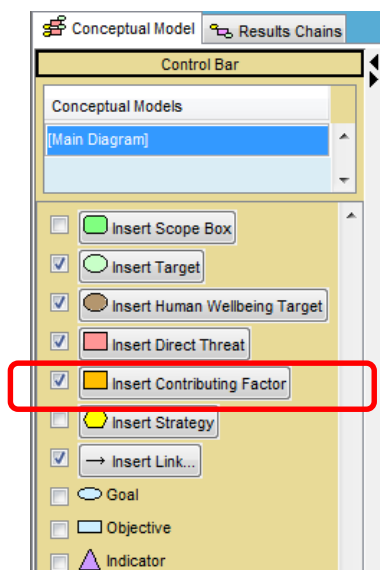 Conceptual Model Results Chains
Control Bar
Conceptual Models
[Main Diagram]
Insert Scope Box
Insert Target
Insert Human Wellbeing Target
Insert Direct Threat
Insert Contributing Factor
Insert Strategy
Insert Link...
Goal
Objective
Indicator